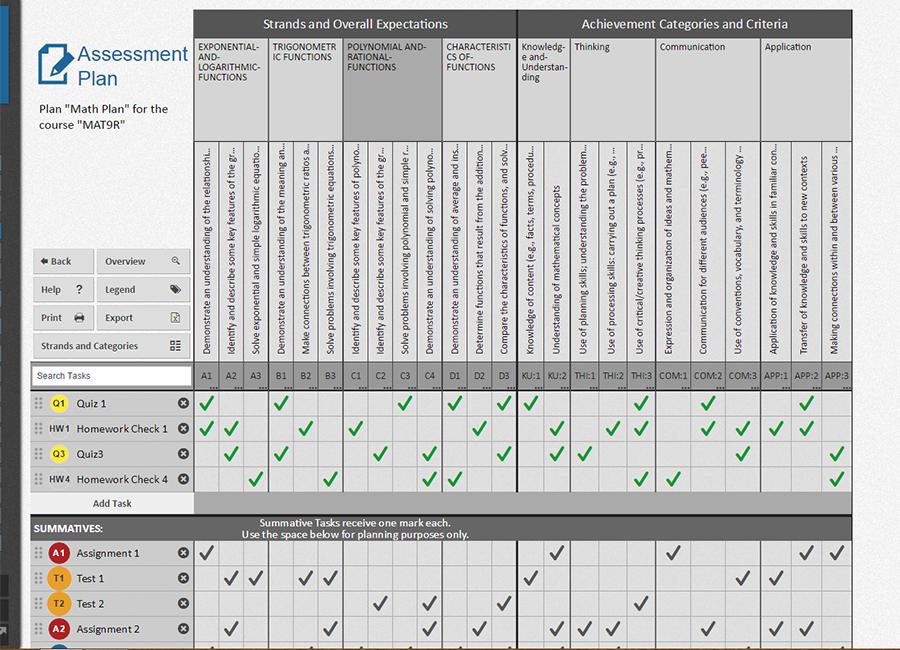 Strands and Overall Expectations
Achievement Categories and Criteria
Assessment
Plan
Plan "Math Plan" for the
course "MAT9R"
EXPONENTIAL-
AND-
LOGARITHMIC-
FUNCTIONS
TRIGONOMETR
IC FUNCTIONS
POLYNOMIAL AND-
RATIONAL-
FUNCTIONS
CHARACTERISTI
CS OF-
FUNCTIONS
Knowledg-
e and-
Understan-
ding
Thinking
Communication
Application
Demonstrate an understanding of the relationshi...
Identify and describe some key features of the gr...
Solve exponential and simple logarithmic equatio...
Demonstrate an understanding of the meaning an...
Make connections between trigonometric ratios a...
Solve problems involving trigonometric equations...
Identify and describe some key features of polyno...
Identify and describe some key features of the gr...
Solve problems involving polynomial and simple r...
Demonstrate an understanding of solving polyno...
Demonstrate an understanding of average and ins...
Determine functions that result from the addition...
Compare the characteristics of functions, and solv...
Knowledge of content (e.g., facts, terms, procedu...
Understanding of mathematical concepts
Use of planning skills; understanding the problem...
Use of processing skills: carrying out a plan (e.g., ...
Use of critical/creative thinking processes (e.g., pr...
Expression and organization of ideas and mathem...
Communication for different audiences (e.g., pee...
Use of conventions, vocabulary, and terminology ...
Application of knowledge and skills in familiar con...
Transfer of knowledge and skills to new contexts
Making connections within and between various ...
Back
Overview
Help ?
Legend
Print
Export
Strands and Categories
Search Tasks
A1 A2 A3 B1 B2 B3 C1 C2 C3 C4 D1 D2 D3 KU:1 KU:2 THI:1 THI:2 THI:3 COM:1 COM:2 COM:3 APP:1 APP:2 APP:3
Q1 Quiz 1
HW1 Homework Check 1
Q3 Quiz3
HW4 Homework Check 4
Add Task
SUMMATIVES:
Summative Tasks receive one mark each.
Use the space below for planning purposes only.
A1 Assignment 1
T1 Test 1
T2 Test 2
A2 Assignment 2